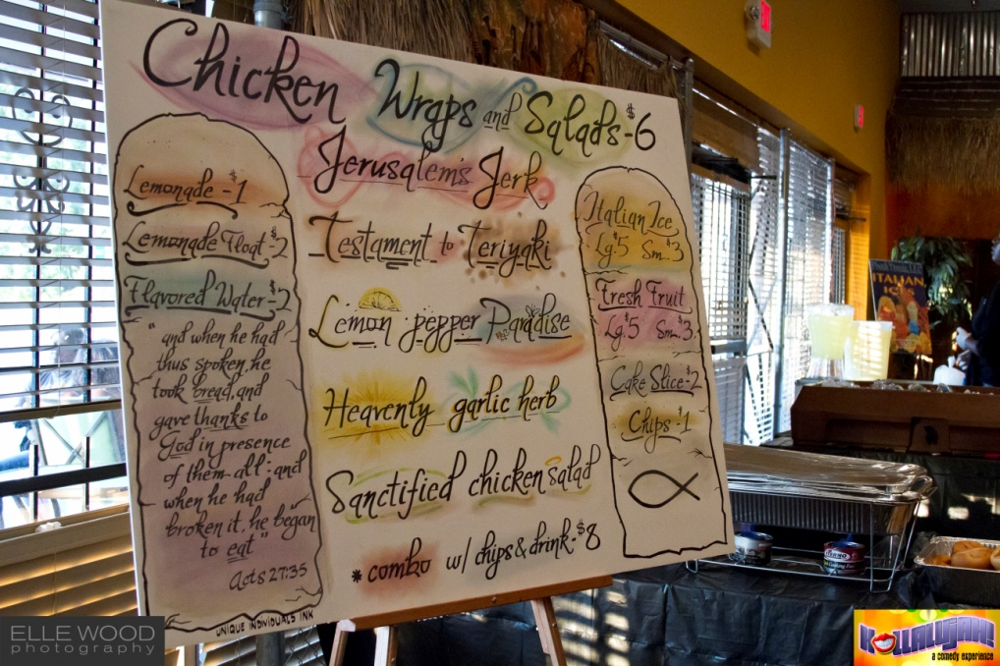 Chicken Wraps and Salads-$6
Jerusalem's Jerk
Testament to Teriyaki
Lemon pepper Paradise
Heavenly garlic herb
Sanctified chicken salad
*combo w/ chips & drink-$8
Lemonade-$1
Lemonade Float-$2
Flavored Water-$2
"and when he had
thus spoken, he
took bread, and
gave thanks to
God in presence
of them all: and
when he had
broken it, he began
to eat"
Acts 27:35
UNIQUE INDIVIDUALS INK
Italian Ice
Lg.$5 Sm.$3
Fresh Fruit
Lg.$5 Sm.$3
Cake Slice-$2
Chips-$1
ITALIAN
ICES
ELLE WOOD
photography
a comedy experience